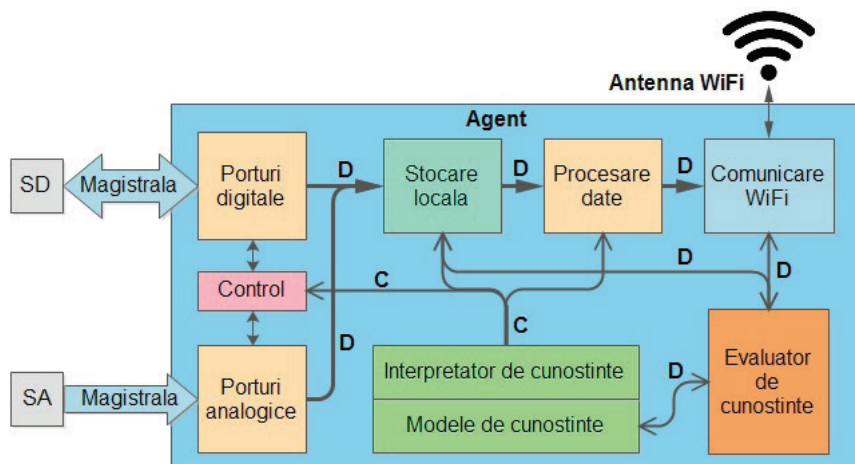 Antenna WiFi
Agent
SD
Magistrala
Porturi
digitale
D
Stocare
locala
D
Procesare
date
D
Comunicare
WiFi
Control
C
D
D
C
D
SA
Magistrala
Porturi
analogice
Interpretator de cunostinte
Modele de cunostinte
D
Evaluator
de
cunostinte